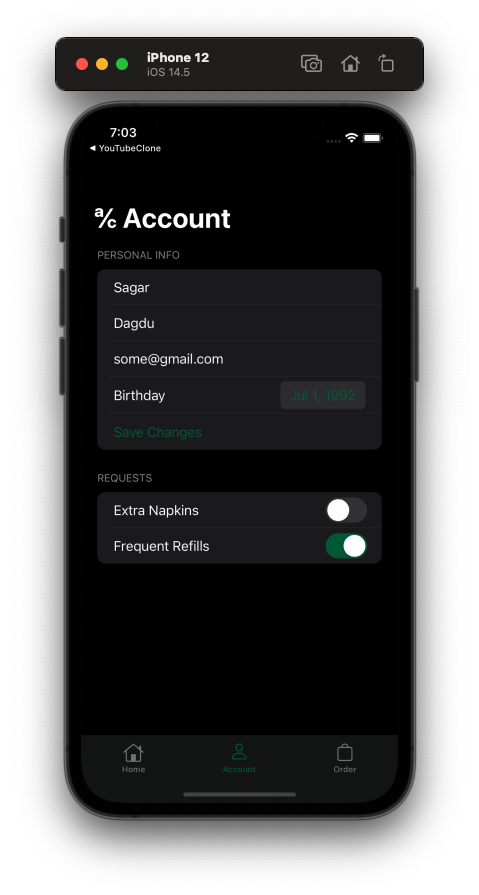 iPhone 12
iOS 14.5
7:03
◀ YouTubeClone
℀ Account
PERSONAL INFO
Sagar
Dagdu
some@gmail.com
Birthday Jul 1, 1992
Save Changes
REQUESTS
Extra Napkins
Frequent Refills
Home Account Order